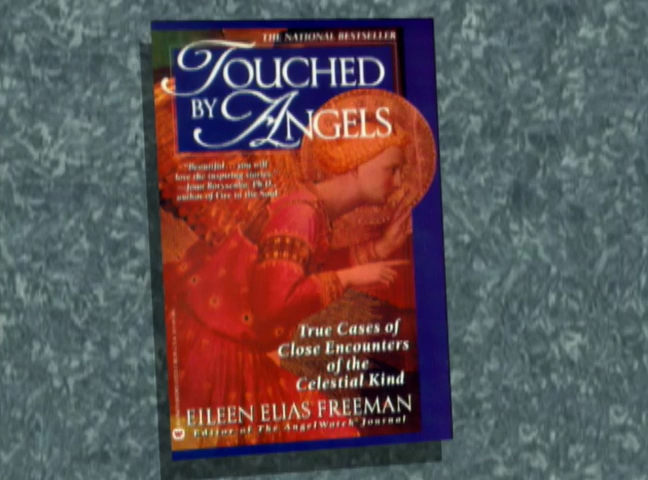 THE NATIONAL BESTSELLER
TOUCHED
BY ANGELS
"Beautiful . . . you will
love the inspiring stories."
—Joan Borysenko, Ph.D.,
author of Fire in the Soul
True Cases of
Close Encounters
of the
Celestial Kind
EILEEN ELIAS FREEMAN
Editor of The AngelWatch Journal